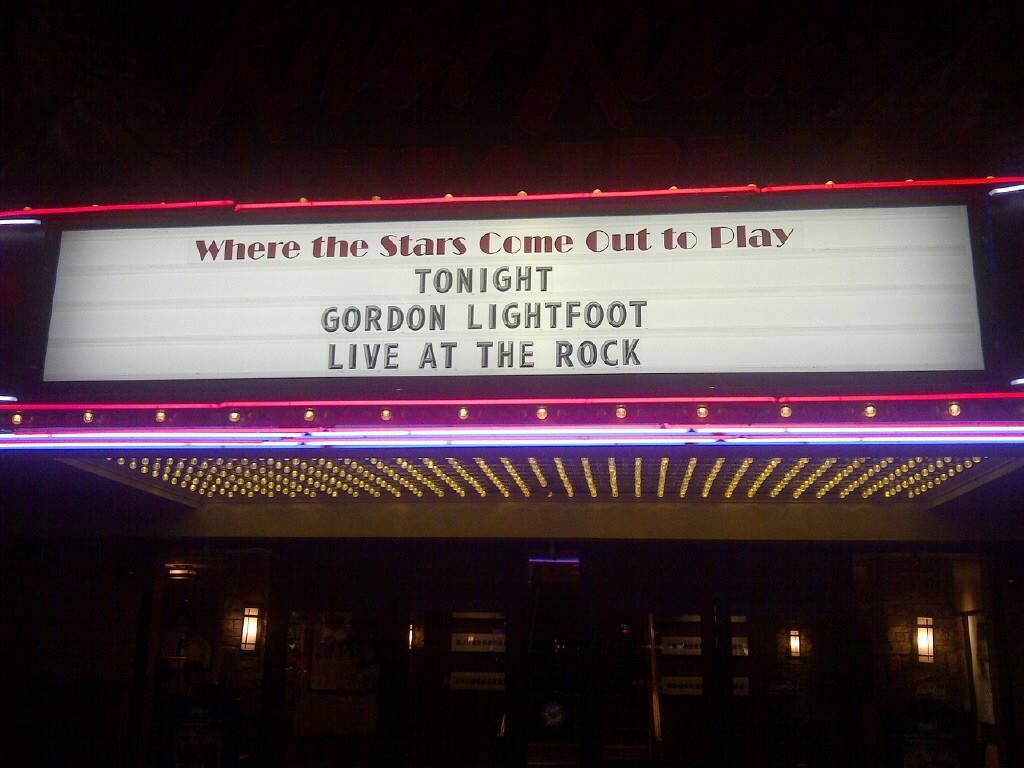 Where the Stars Come Out to Play
TONIGHT
GORDON LIGHTFOOT
LIVE AT THE ROCK